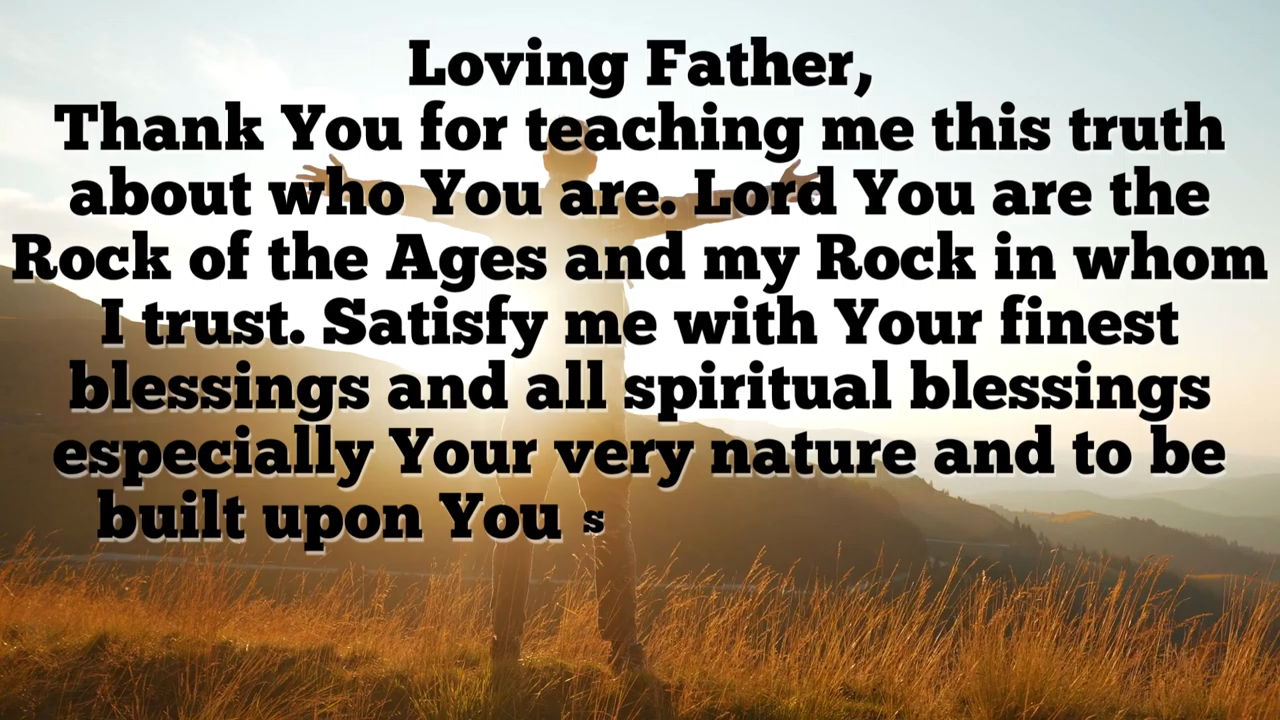 Loving Father,
Thank You for teaching me this truth
about who You are. Lord You are the
Rock of the Ages and my Rock in whom
I trust. Satisfy me with Your finest
blessings and all spiritual blessings
especially Your very nature and to be
built upon You s